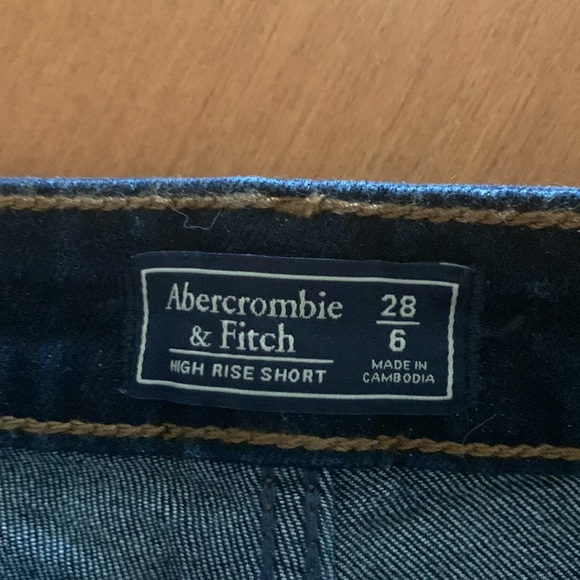 Abercrombie
& Fitch
HIGH RISE SHORT
28
6
MADE IN
CAMBODIA